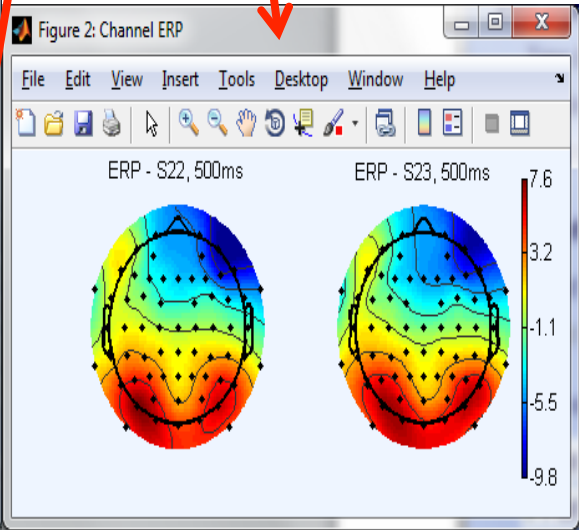 Figure 2: Channel ERP
File Edit View Insert Tools Desktop Window Help
ERP - S22, 500ms
ERP - S23, 500ms
7.6
3.2
-1.1
-5.5
-9.8